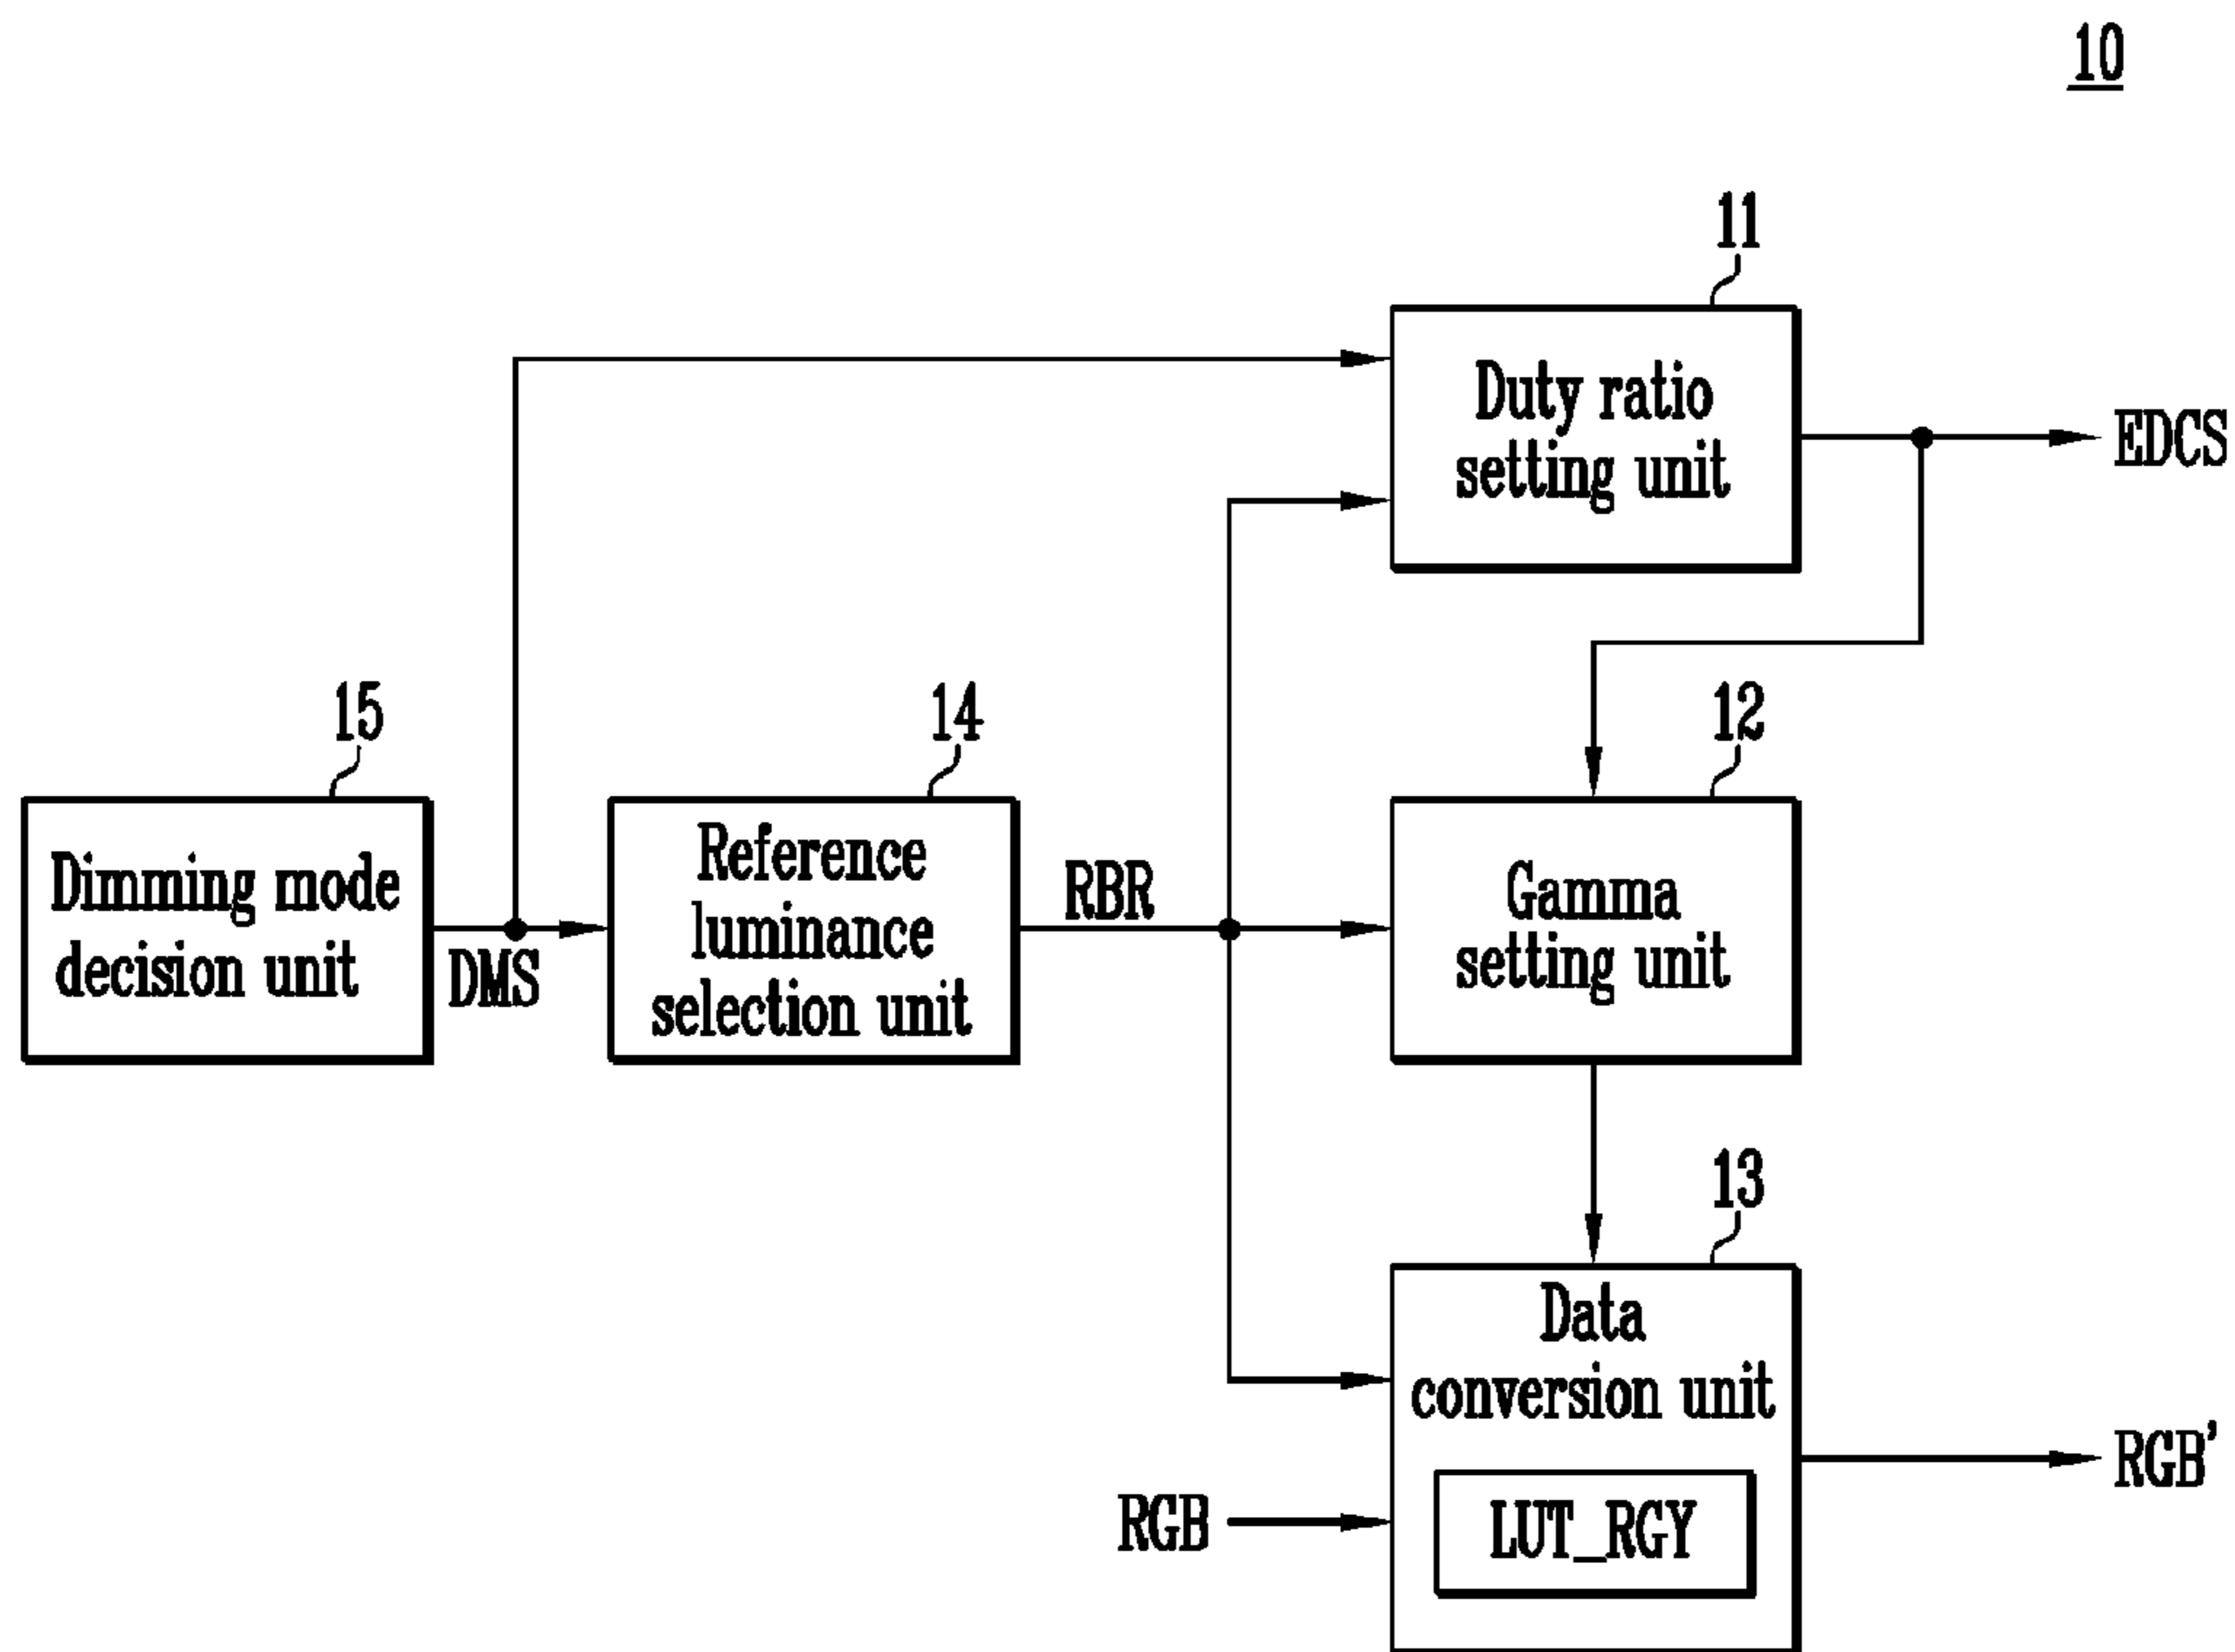 10
11
Duty ratio
setting unit
EDCS
15
14
12
Dimming mode
decision unit
DMS
Reference
luminance
selection unit
RBR
Gamma
setting unit
13
Data
conversion unit
RGB
LUT_RGY
RGB'